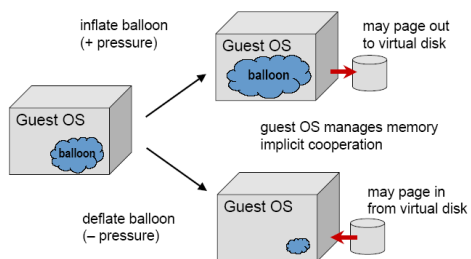 inflate balloon
(+ pressure)
Guest OS
balloon
may page out
to virtual disk
Guest OS
balloon
guest OS manages memory
implicit cooperation
deflate balloon
(– pressure)
Guest OS
may page in
from virtual disk